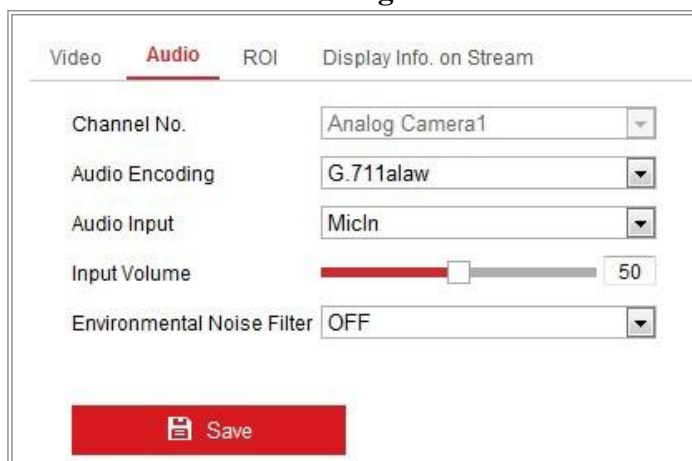 Video Audio ROI Display Info. on Stream
Channel No. Analog Camera1
Audio Encoding G.711alaw
Audio Input MicIn
Input Volume 50
Environmental Noise Filter OFF
Save